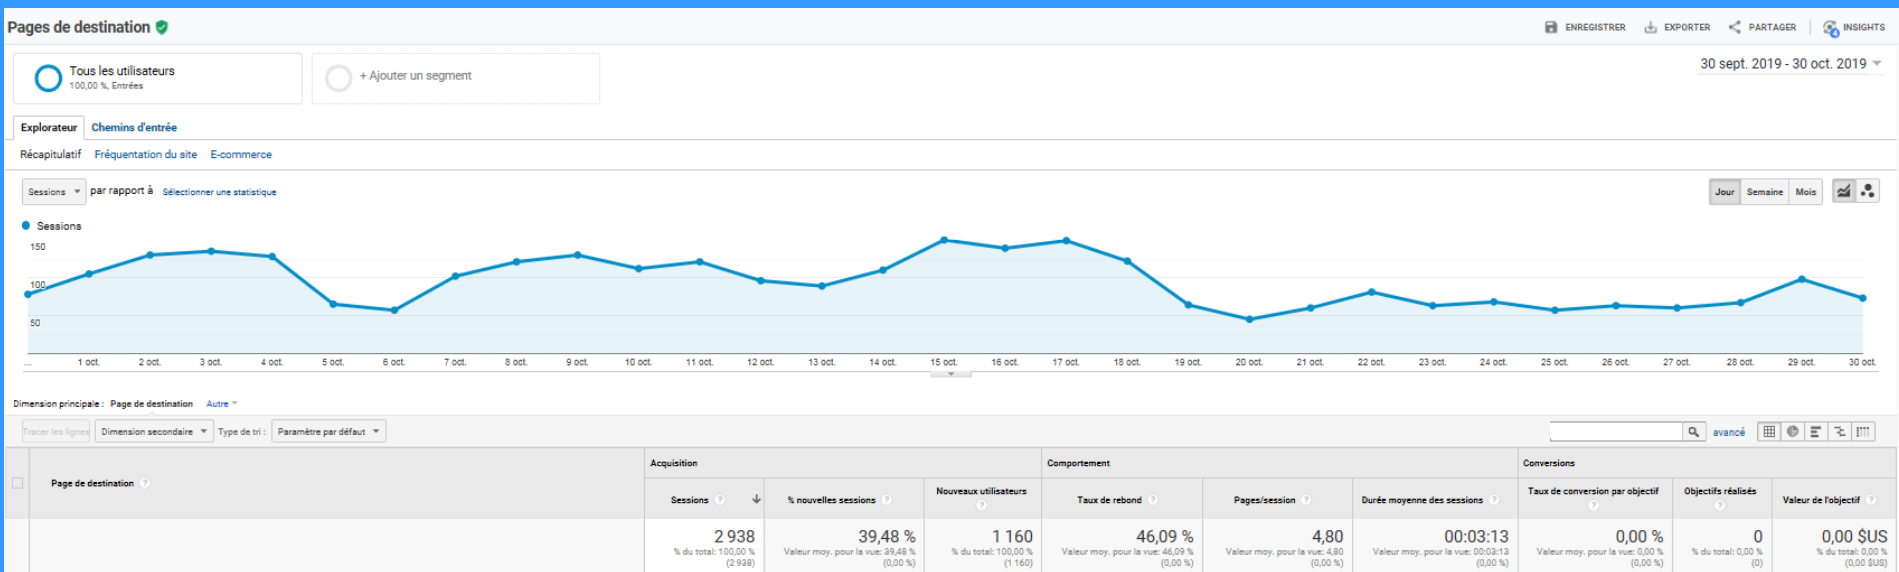 Pages de destination
ENREGISTRER EXPORTER PARTAGER INSIGHTS
4
Tous les utilisateurs
100,00 %, Entrées
+ Ajouter un segment
30 sept. 2019 - 30 oct. 2019
Explorateur Chemins d'entrée
Récapitulatif Fréquentation du site E-commerce
Sessions par rapport à Sélectionner une statistique
Jour Semaine Mois
Sessions
150
100
50
... 1 oct. 2 oct. 3 oct. 4 oct. 5 oct. 6 oct. 7 oct. 8 oct. 9 oct. 10 oct. 11 oct. 12 oct. 13 oct. 14 oct. 15 oct. 16 oct. 17 oct. 18 oct. 19 oct. 20 oct. 21 oct. 22 oct. 23 oct. 24 oct. 25 oct. 26 oct. 27 oct. 28 oct. 29 oct. 30 oct.
Dimension principale : Page de destination Autre
Tracer les lignes Dimension secondaire Type de tri : Paramètre par défaut
avancé
Acquisition Comportement Conversions
Page de destination ?
Sessions ? % nouvelles sessions ? Nouveaux utilisateurs ? Taux de rebond ? Pages/session ? Durée moyenne des sessions ? Taux de conversion par objectif ? Objectifs réalisés ? Valeur de l'objectif ?
2 938 39,48 % 1 160 46,09 % 4,80 00:03:13 0,00 % 0 0,00 $US
% du total: 100,00 % Valeur moy. pour la vue: 39,48 % % du total: 100,00 % Valeur moy. pour la vue: 46,09 % Valeur moy. pour la vue: 4,80 Valeur moy. pour la vue: 00:03:13 Valeur moy. pour la vue: 0,00 % % du total: 0,00 % % du total: 0,00 %
(2 938) (0,00 %) (1 160) (0,00 %) (0,00 %) (0,00 %) (0,00 %) (0) (0,00 $US)